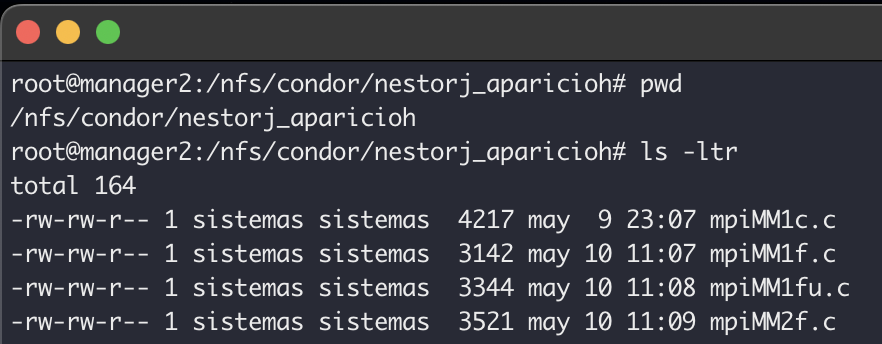 root@manager2:/nfs/condor/nestorj_aparicioh# pwd
/nfs/condor/nestorj_aparicioh
root@manager2:/nfs/condor/nestorj_aparicioh# ls -ltr
total 164
-rw-rw-r-- 1 sistemas sistemas  4217 may  9 23:07 mpiMM1c.c
-rw-rw-r-- 1 sistemas sistemas  3142 may 10 11:07 mpiMM1f.c
-rw-rw-r-- 1 sistemas sistemas  3344 may 10 11:08 mpiMM1fu.c
-rw-rw-r-- 1 sistemas sistemas  3521 may 10 11:09 mpiMM2f.c